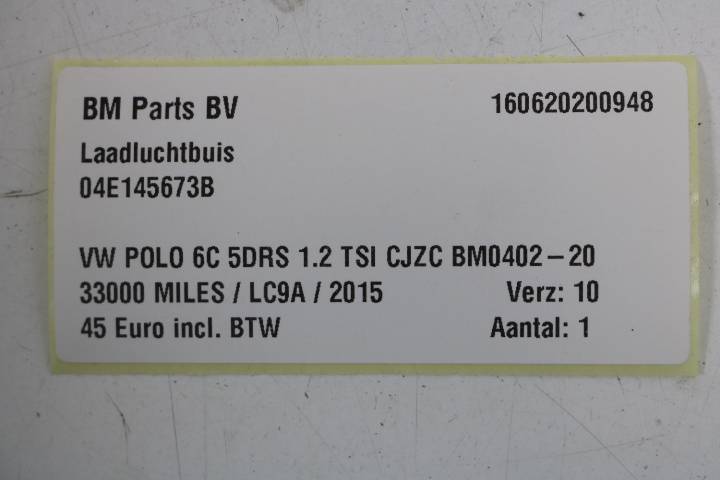 BM Parts BV 160620200948
Laadluchtbuis
04E145673B
VW POLO 6C 5DRS 1.2 TSI CJZC BM0402-20
33000 MILES / LC9A / 2015 Verz: 10
45 Euro incl. BTW Aantal: 1